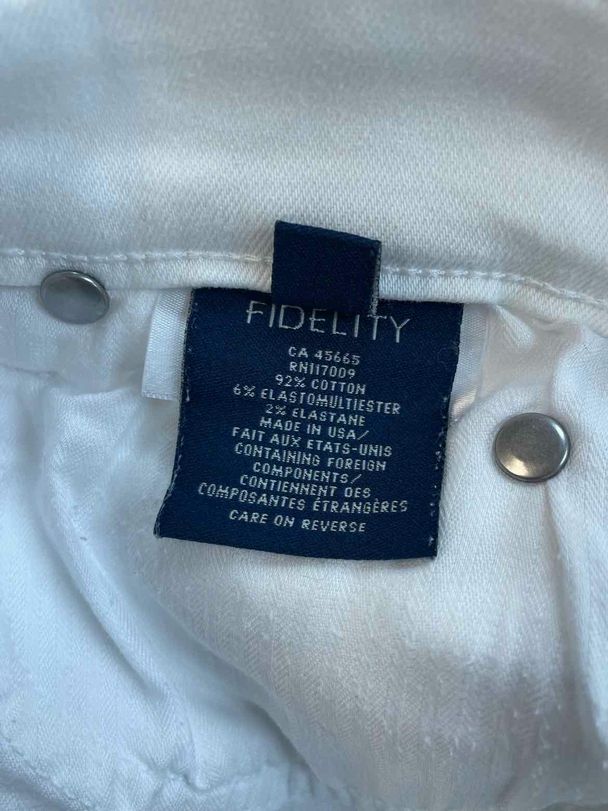 FIDELITY
CA 45665
RN117009
92% COTTON
6% ELASTOMULTIESTER
2% ELASTANE
MADE IN USA/
FAIT AUX ETATS-UNIS
CONTAINING FOREIGN
COMPONENTS/
CONTIENNENT DES
COMPOSANTES ÉTRANGÈRES
CARE ON REVERSE